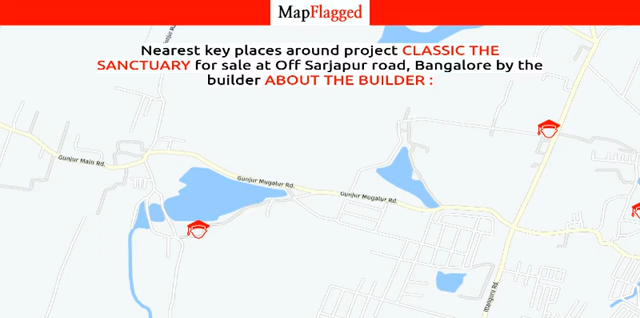 MapFlagged
Nearest key places around project CLASSIC THE
SANCTUARY for sale at Off Sarjapur road, Bangalore by the
builder ABOUT THE BUILDER :
Gunjur Main Rd.
Gunjur Mugalur Rd.
Gunjur Mugalur Rd.